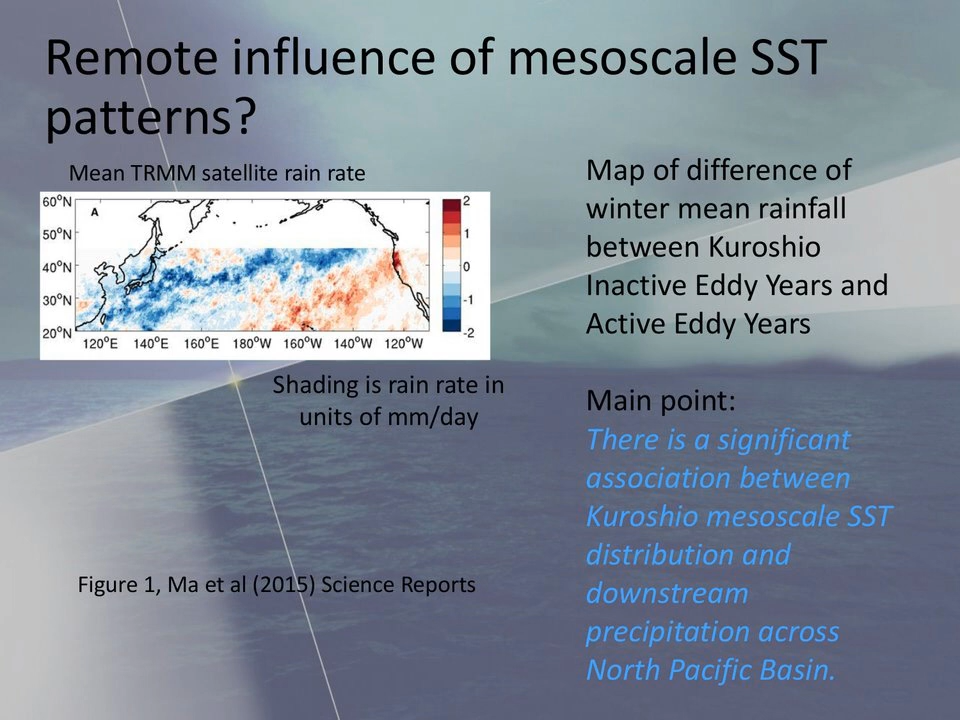 Remote influence of mesoscale SST
patterns?
Mean TRMM satellite rain rate
A
60°N
50°N
40°N
30°N
20°N
120°E 140°E 160°E 180°W 160°W 140°W 120°W
2
1
0
-1
-2
Shading is rain rate in
units of mm/day
Figure 1, Ma et al (2015) Science Reports
Map of difference of
winter mean rainfall
between Kuroshio
Inactive Eddy Years and
Active Eddy Years
Main point:
There is a significant
association between
Kuroshio mesoscale SST
distribution and
downstream
precipitation across
North Pacific Basin.